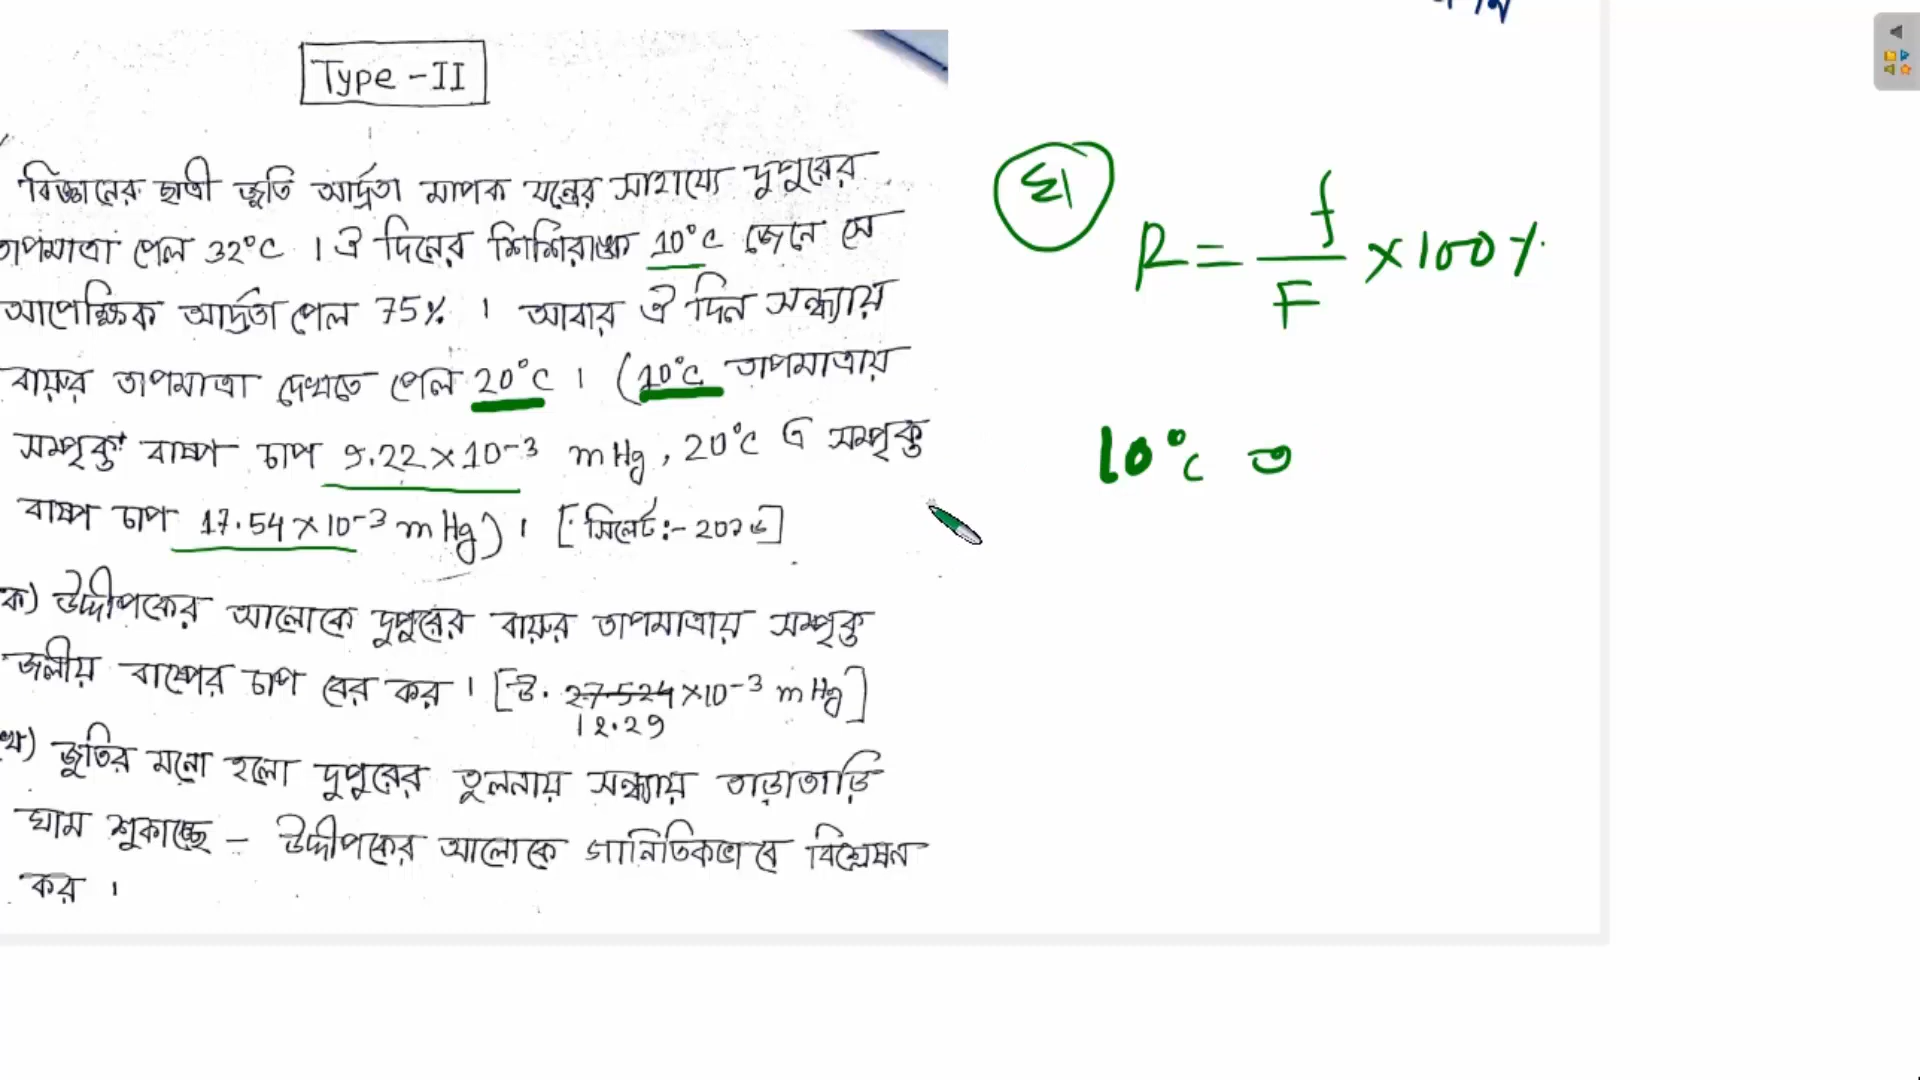 Type-II
বিজ্ঞানের ছাত্রী জুতি আর্দ্রতা মাপক যন্ত্রের সাহায্যে দুপুরের
তাপমাত্রা পেল 32°C । ঐ দিনের শিশিরাঙ্ক 10°C জেনে সে
আপেক্ষিক আর্দ্রতা পেল 75% । আবার ঐ দিন সন্ধ্যায়
বায়ুর তাপমাত্রা দেখতে পেল 20°C । (10°C তাপমাত্রায়
সম্পৃক্ত বাষ্প চাপ 9.22×10⁻³ mHg, 20°C এ সম্পৃক্ত
বাষ্প চাপ 17.54×10⁻³ mHg) । [সিলেট:-
ক) উদ্দীপকের আলোকে দুপুরের বায়ুর তাপমাত্রায় সম্পৃক্ত
জলীয় বাষ্পের চাপ বের কর । [উ. 27.524×10⁻³ mHg]
12.29
খ) জুতির মনে হলো দুপুরের তুলনায় সন্ধ্যায় তাড়াতাড়ি
ঘাম শুকাচ্ছে – উদ্দীপকের আলোকে গানিতিকভাবে বিশ্লেষন
কর ।
R = f/F × 100%
10°C